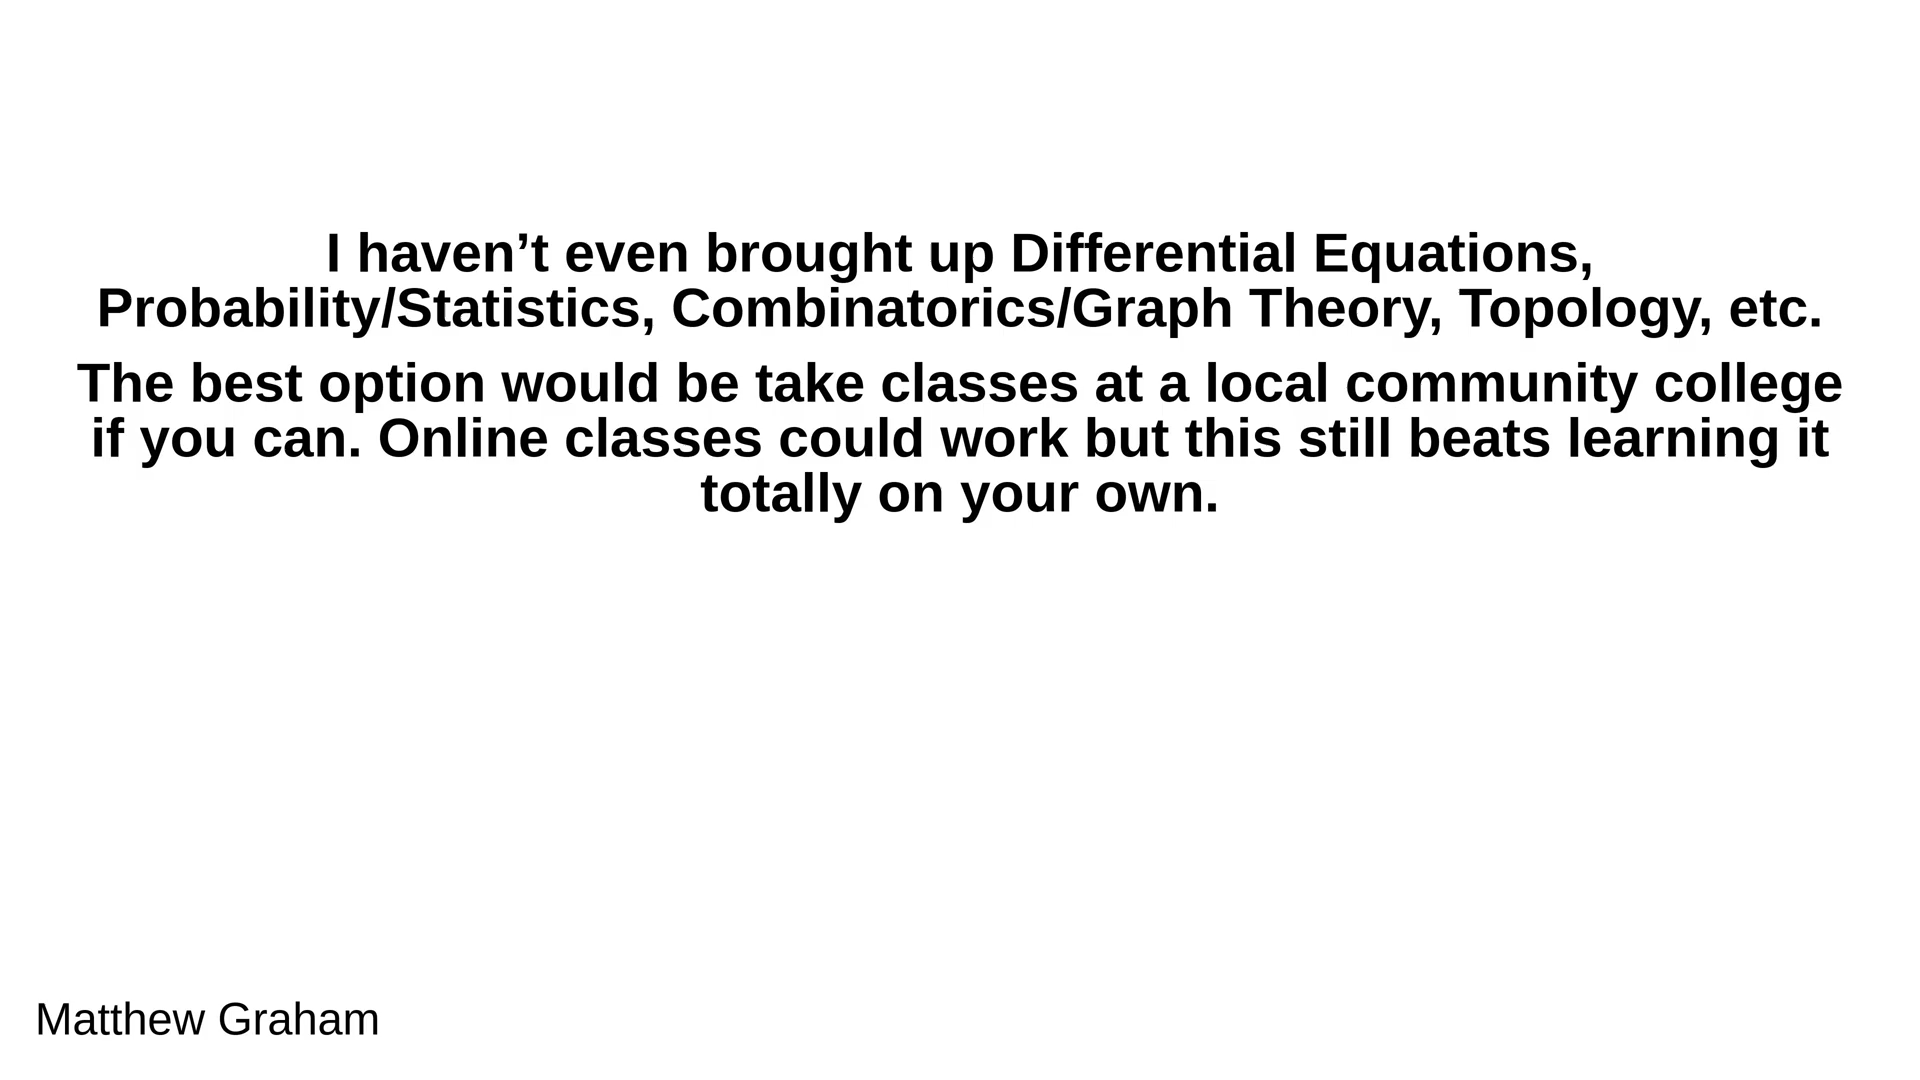 I haven’t even brought up Differential Equations,
Probability/Statistics, Combinatorics/Graph Theory, Topology, etc.
The best option would be take classes at a local community college
if you can. Online classes could work but this still beats learning it
totally on your own.
Matthew Graham